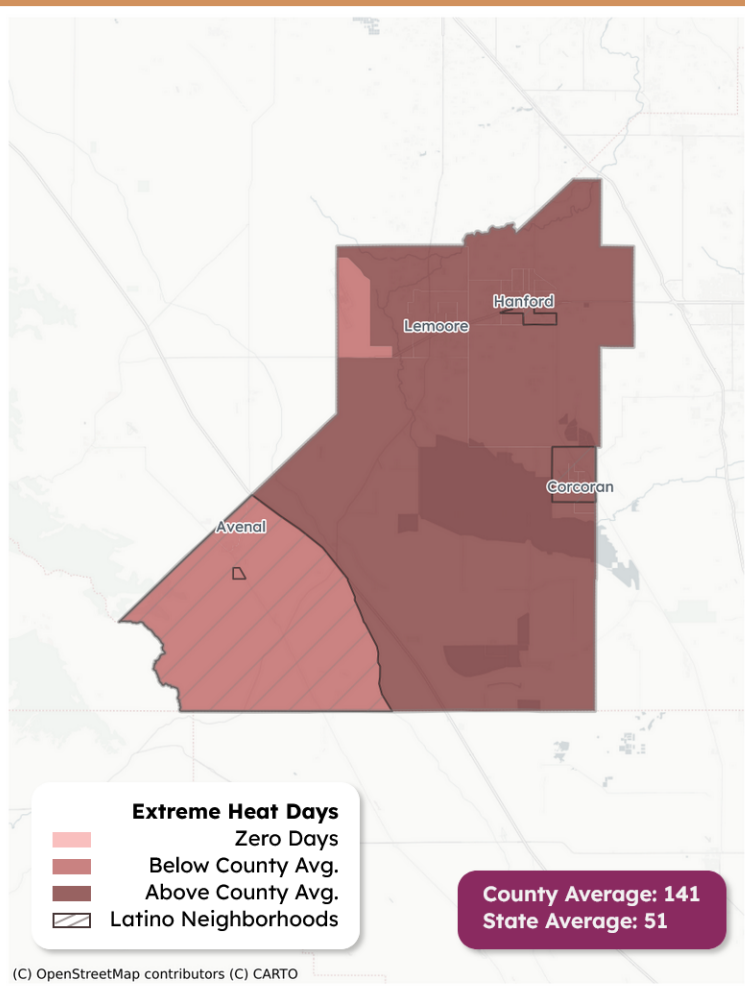 Hanford
Lemoore
Corcoran
Avenal
Extreme Heat Days
Zero Days
Below County Avg.
Above County Avg.
Latino Neighborhoods
County Average: 141
State Average: 51
(C) OpenStreetMap contributors (C) CARTO